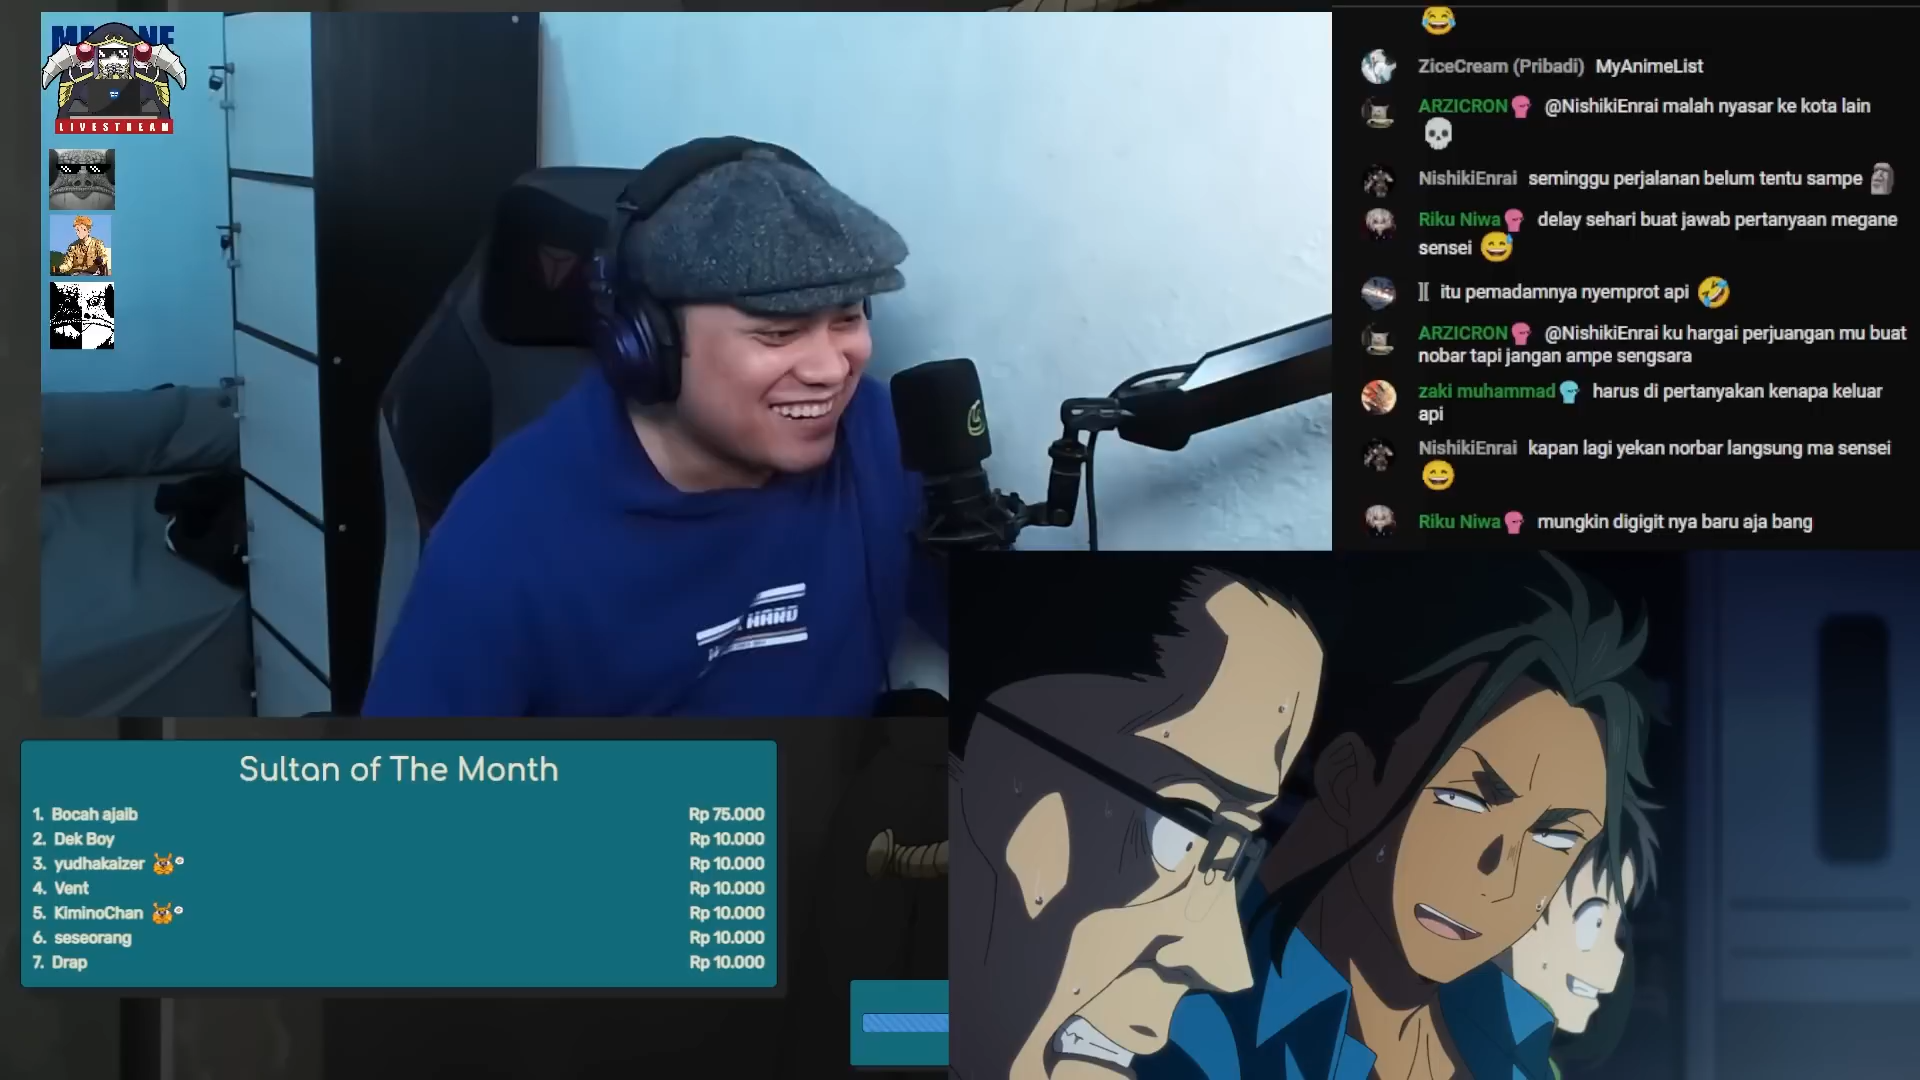 LIVESTREAM
HARD
ZiceCream (Pribadi) MyAnimeList
ARZICRON @NishikiEnrai malah nyasar ke kota lain
NishikiEnrai seminggu perjalanan belum tentu sampe
Riku Niwa delay sehari buat jawab pertanyaan megane
sensei
][ itu pemadamnya nyemprot api
ARZICRON @NishikiEnrai ku hargai perjuangan mu buat
nobar tapi jangan ampe sengsara
zaki muhammad harus di pertanyakan kenapa keluar
api
NishikiEnrai kapan lagi yekan norbar langsung ma sensei
Riku Niwa mungkin digigit nya baru aja bang
Sultan of The Month
1. Bocah ajaib Rp 75.000
2. Dek Boy Rp 10.000
3. yudhakaizer Rp 10.000
4. Vent Rp 10.000
5. KiminoChan Rp 10.000
6. seseorang Rp 10.000
7. Drap Rp 10.000